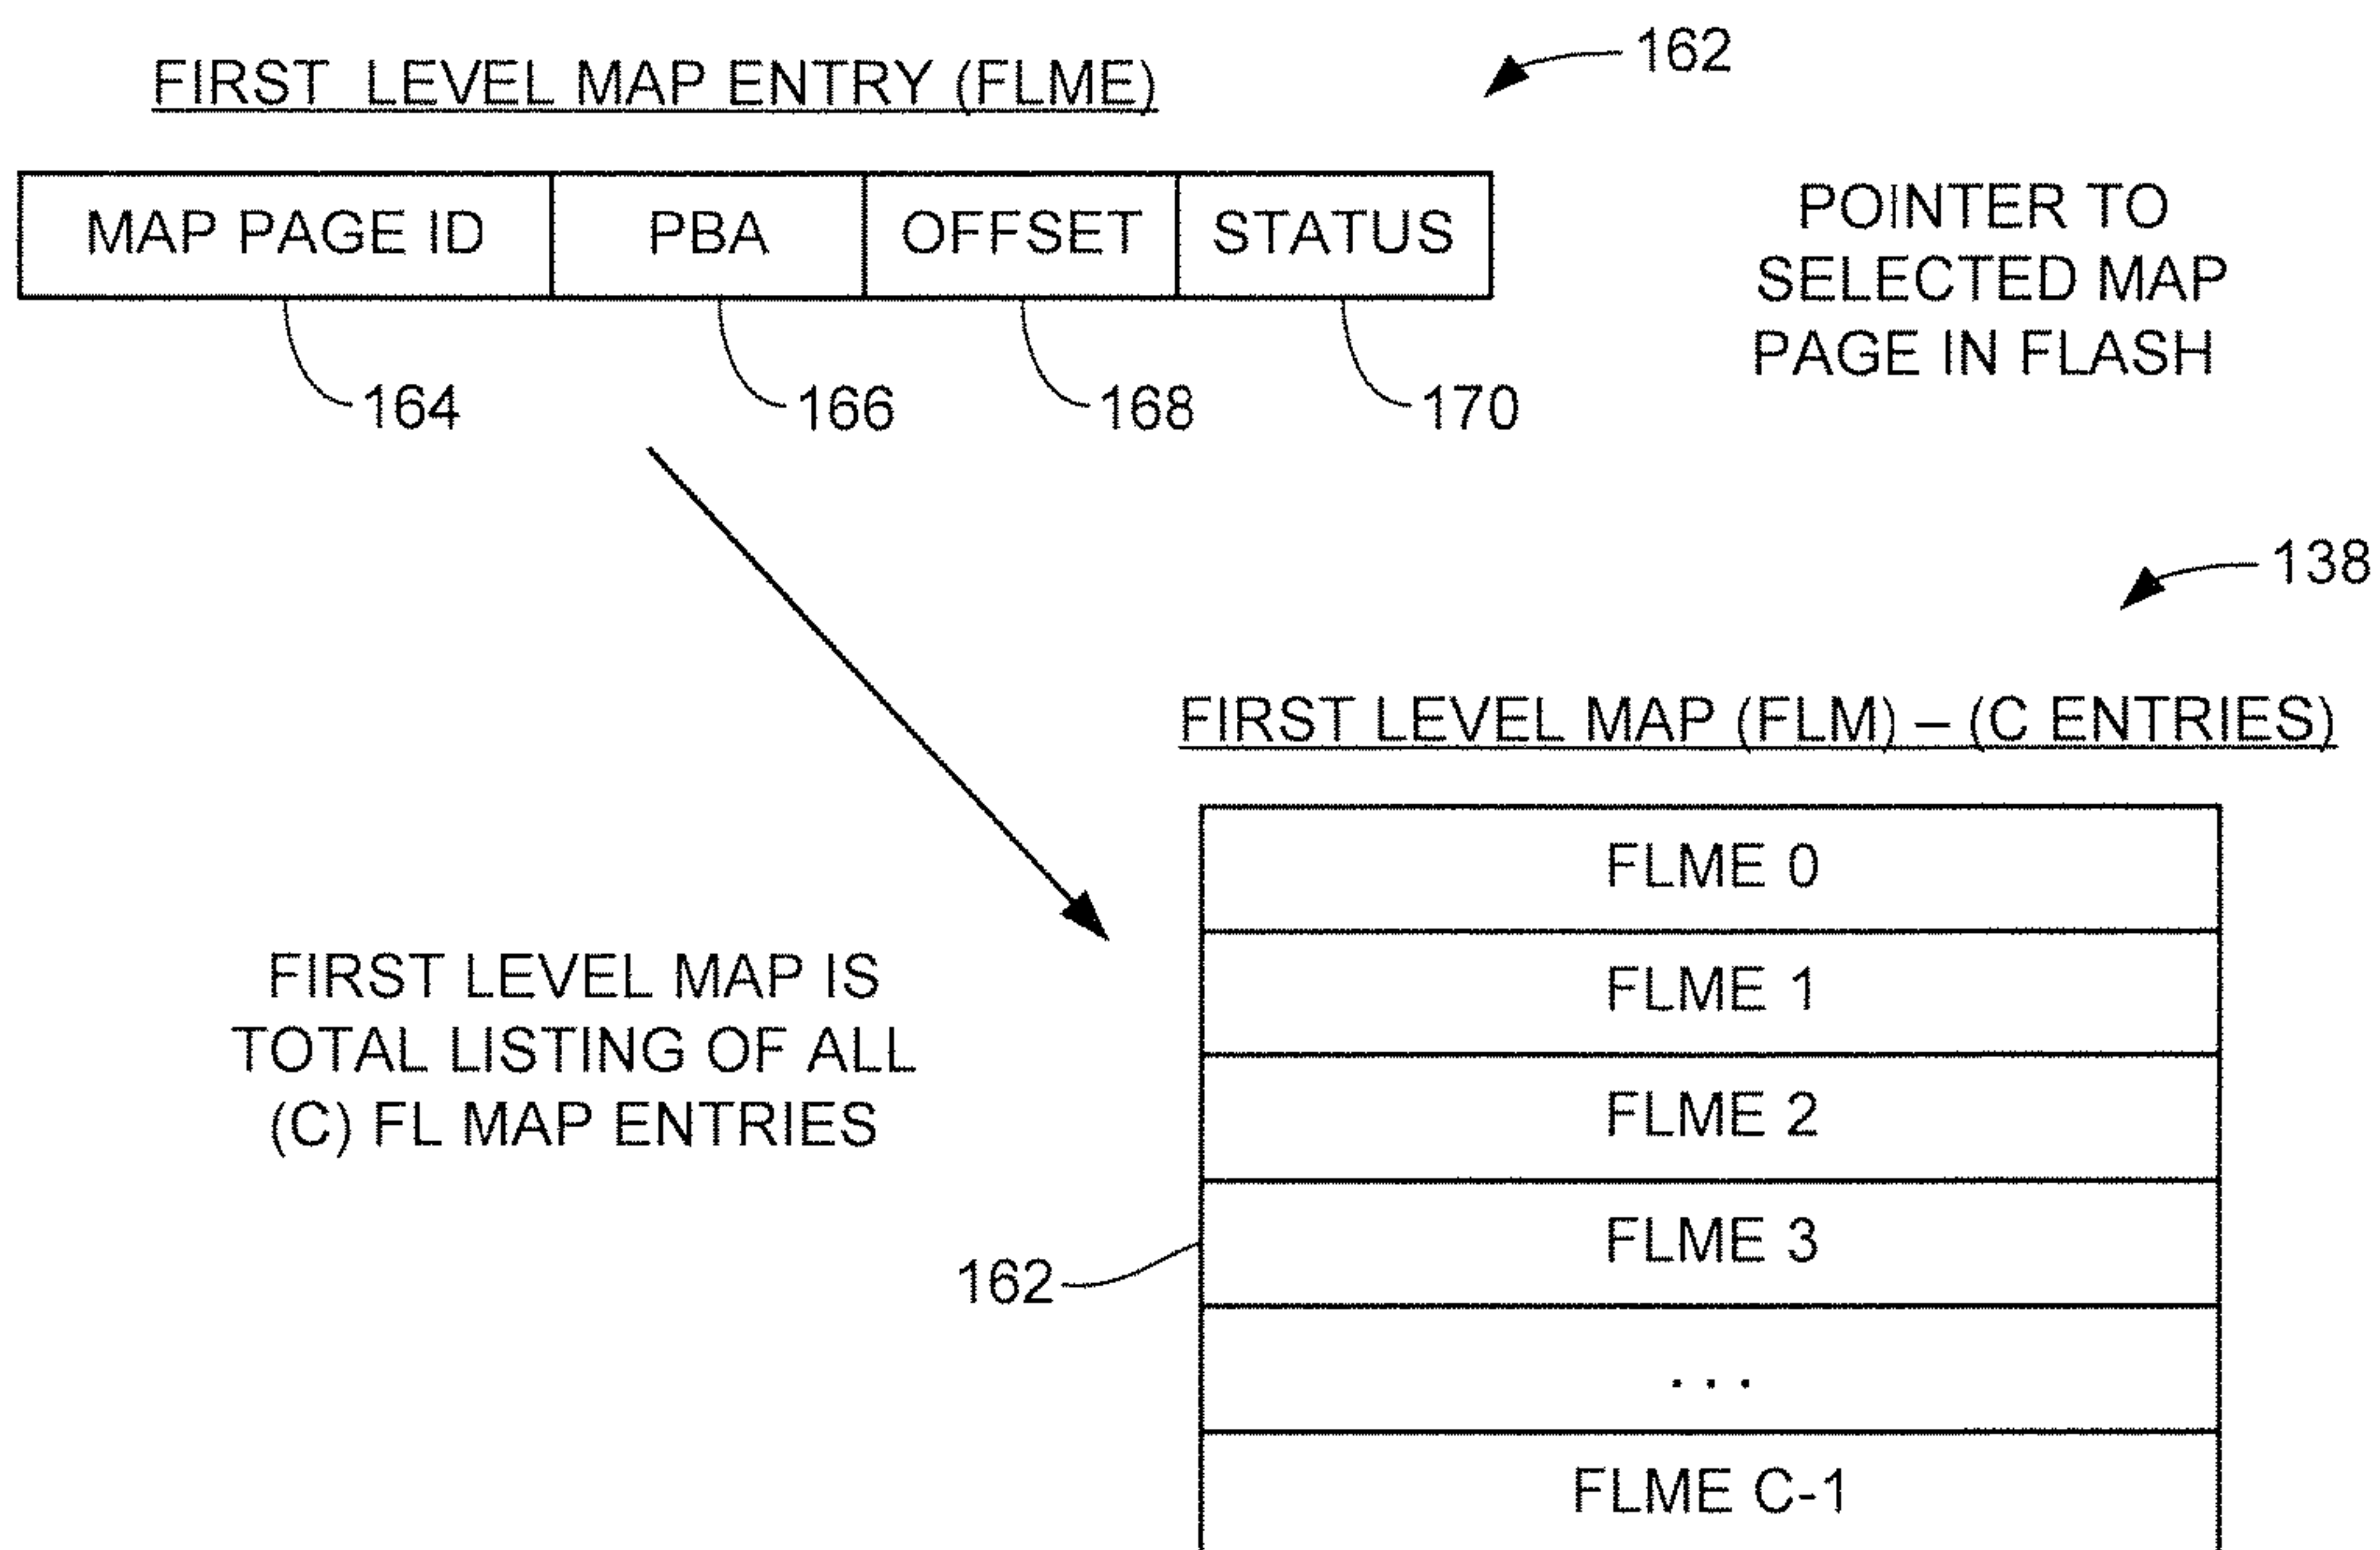 162
FIRST LEVEL MAP ENTRY (FLME)
MAP PAGE ID PBA OFFSET STATUS
POINTER TO
SELECTED MAP
PAGE IN FLASH
164 166 168 170
138
FIRST LEVEL MAP (FLM) – (C ENTRIES)
FLME 0
FLME 1
FLME 2
FLME 3
. . .
FLME C-1
162
FIRST LEVEL MAP IS
TOTAL LISTING OF ALL
(C) FL MAP ENTRIES